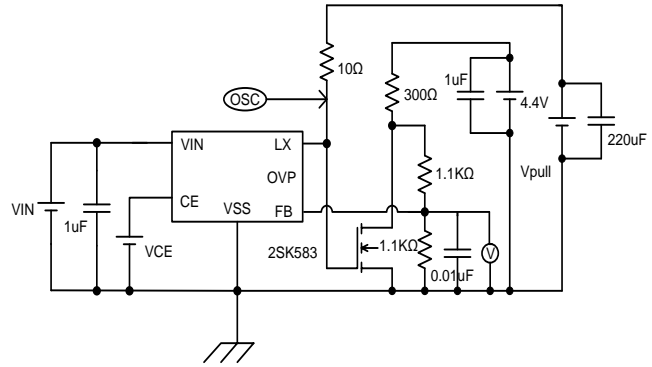 10Ω
OSC
300Ω
1uF
4.4V
220uF
Vpull
VIN
LX
OVP
1.1KΩ
CE
VSS
FB
VIN
1uF
VCE
2SK583
1.1KΩ
0.01uF
V